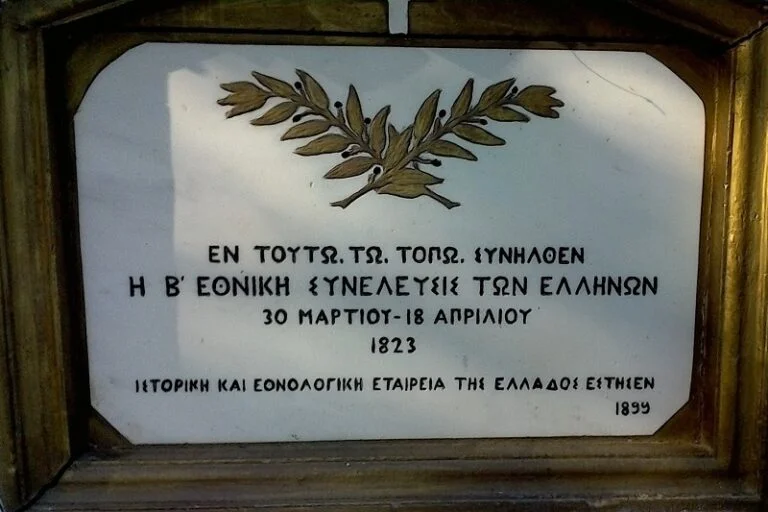 ΕΝ ΤΟΥΤΩ. ΤΩ. ΤΟΠΩ. ΣΥΝΗΛΘΕΝ
Η Β' ΕΘΝΙΚΗ ΣΥΝΕΛΕΥΣΙΣ ΤΩΝ ΕΛΛΗΝΩΝ
30 ΜΑΡΤΙΟΥ-18 ΑΠΡΙΛΙΟΥ
1823
ΙΣΤΟΡΙΚΗ ΚΑΙ ΕΘΝΟΛΟΓΙΚΗ ΕΤΑΙΡΕΙΑ ΤΗΣ ΕΛΛΑΔΟΣ ΕΣΤΗΣΕΝ
1899